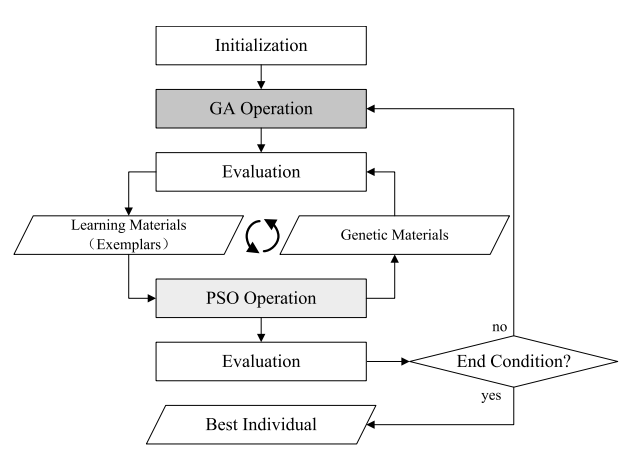 Initialization
GA Operation
Evaluation
Learning Materials
（Exemplars）
Genetic Materials
PSO Operation
no
Evaluation
End Condition?
yes
Best Individual